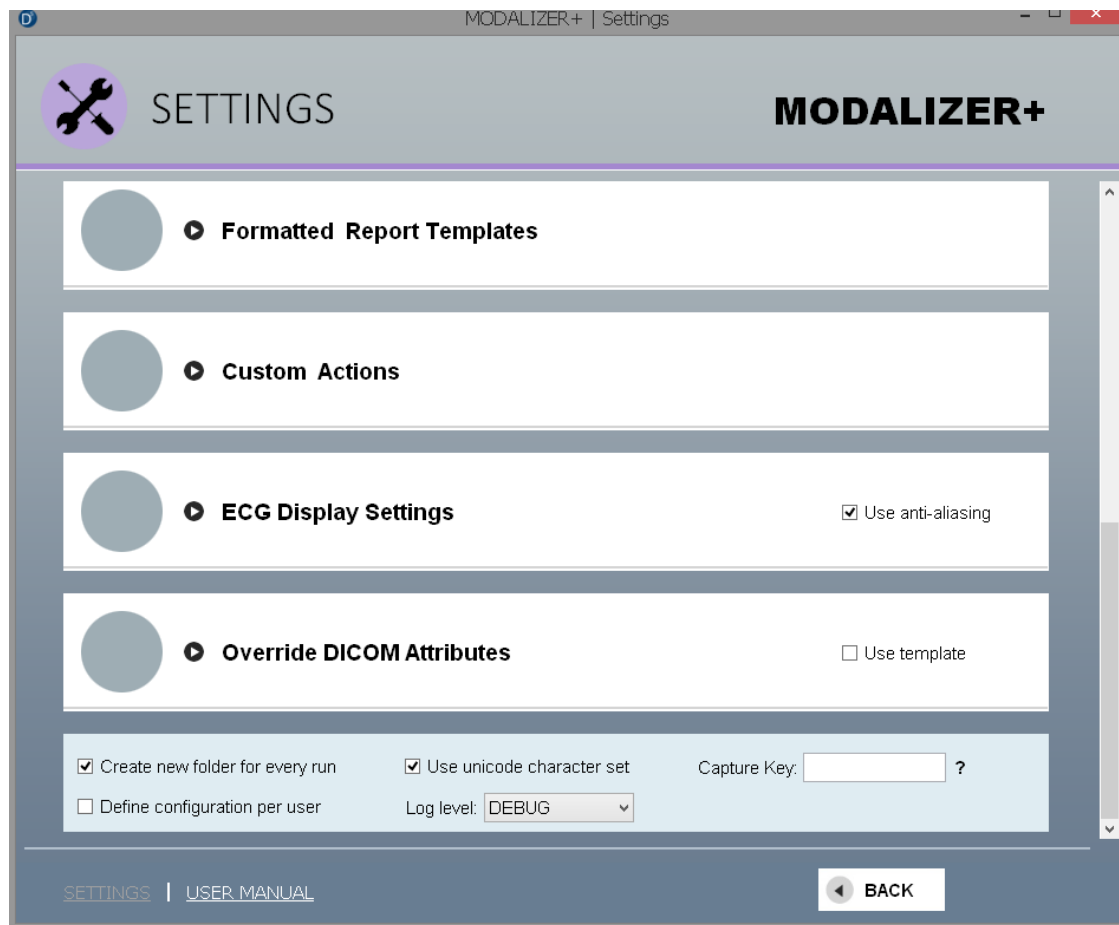 MODALIZER+ | Settings
SETTINGS
MODALIZER+
Formatted Report Templates
Custom Actions
ECG Display Settings
Use anti-aliasing
Override DICOM Attributes
Use template
Create new folder for every run
Use unicode character set
Capture Key: ?
Define configuration per user
Log level: DEBUG
SETTINGS | USER MANUAL
BACK